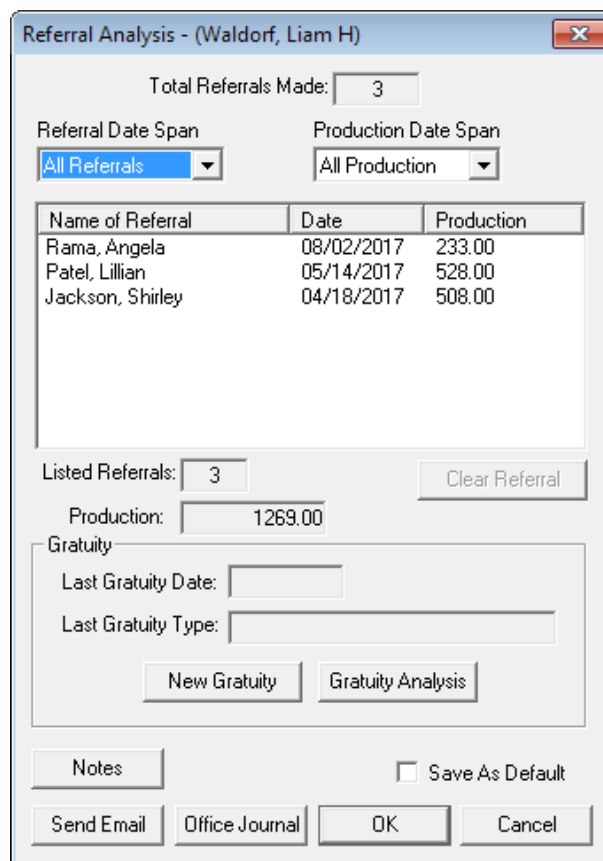 Referral Analysis - (Waldorf, Liam H)
Total Referrals Made: 3
Referral Date Span Production Date Span
All Referrals All Production
Name of Referral Date Production
Rama, Angela 08/02/2017 233.00
Patel, Lillian 05/14/2017 528.00
Jackson, Shirley 04/18/2017 508.00
Listed Referrals: 3 Clear Referral
Production: 1269.00
Gratuity
Last Gratuity Date:
Last Gratuity Type:
New Gratuity Gratuity Analysis
Notes Save As Default
Send Email Office Journal OK Cancel